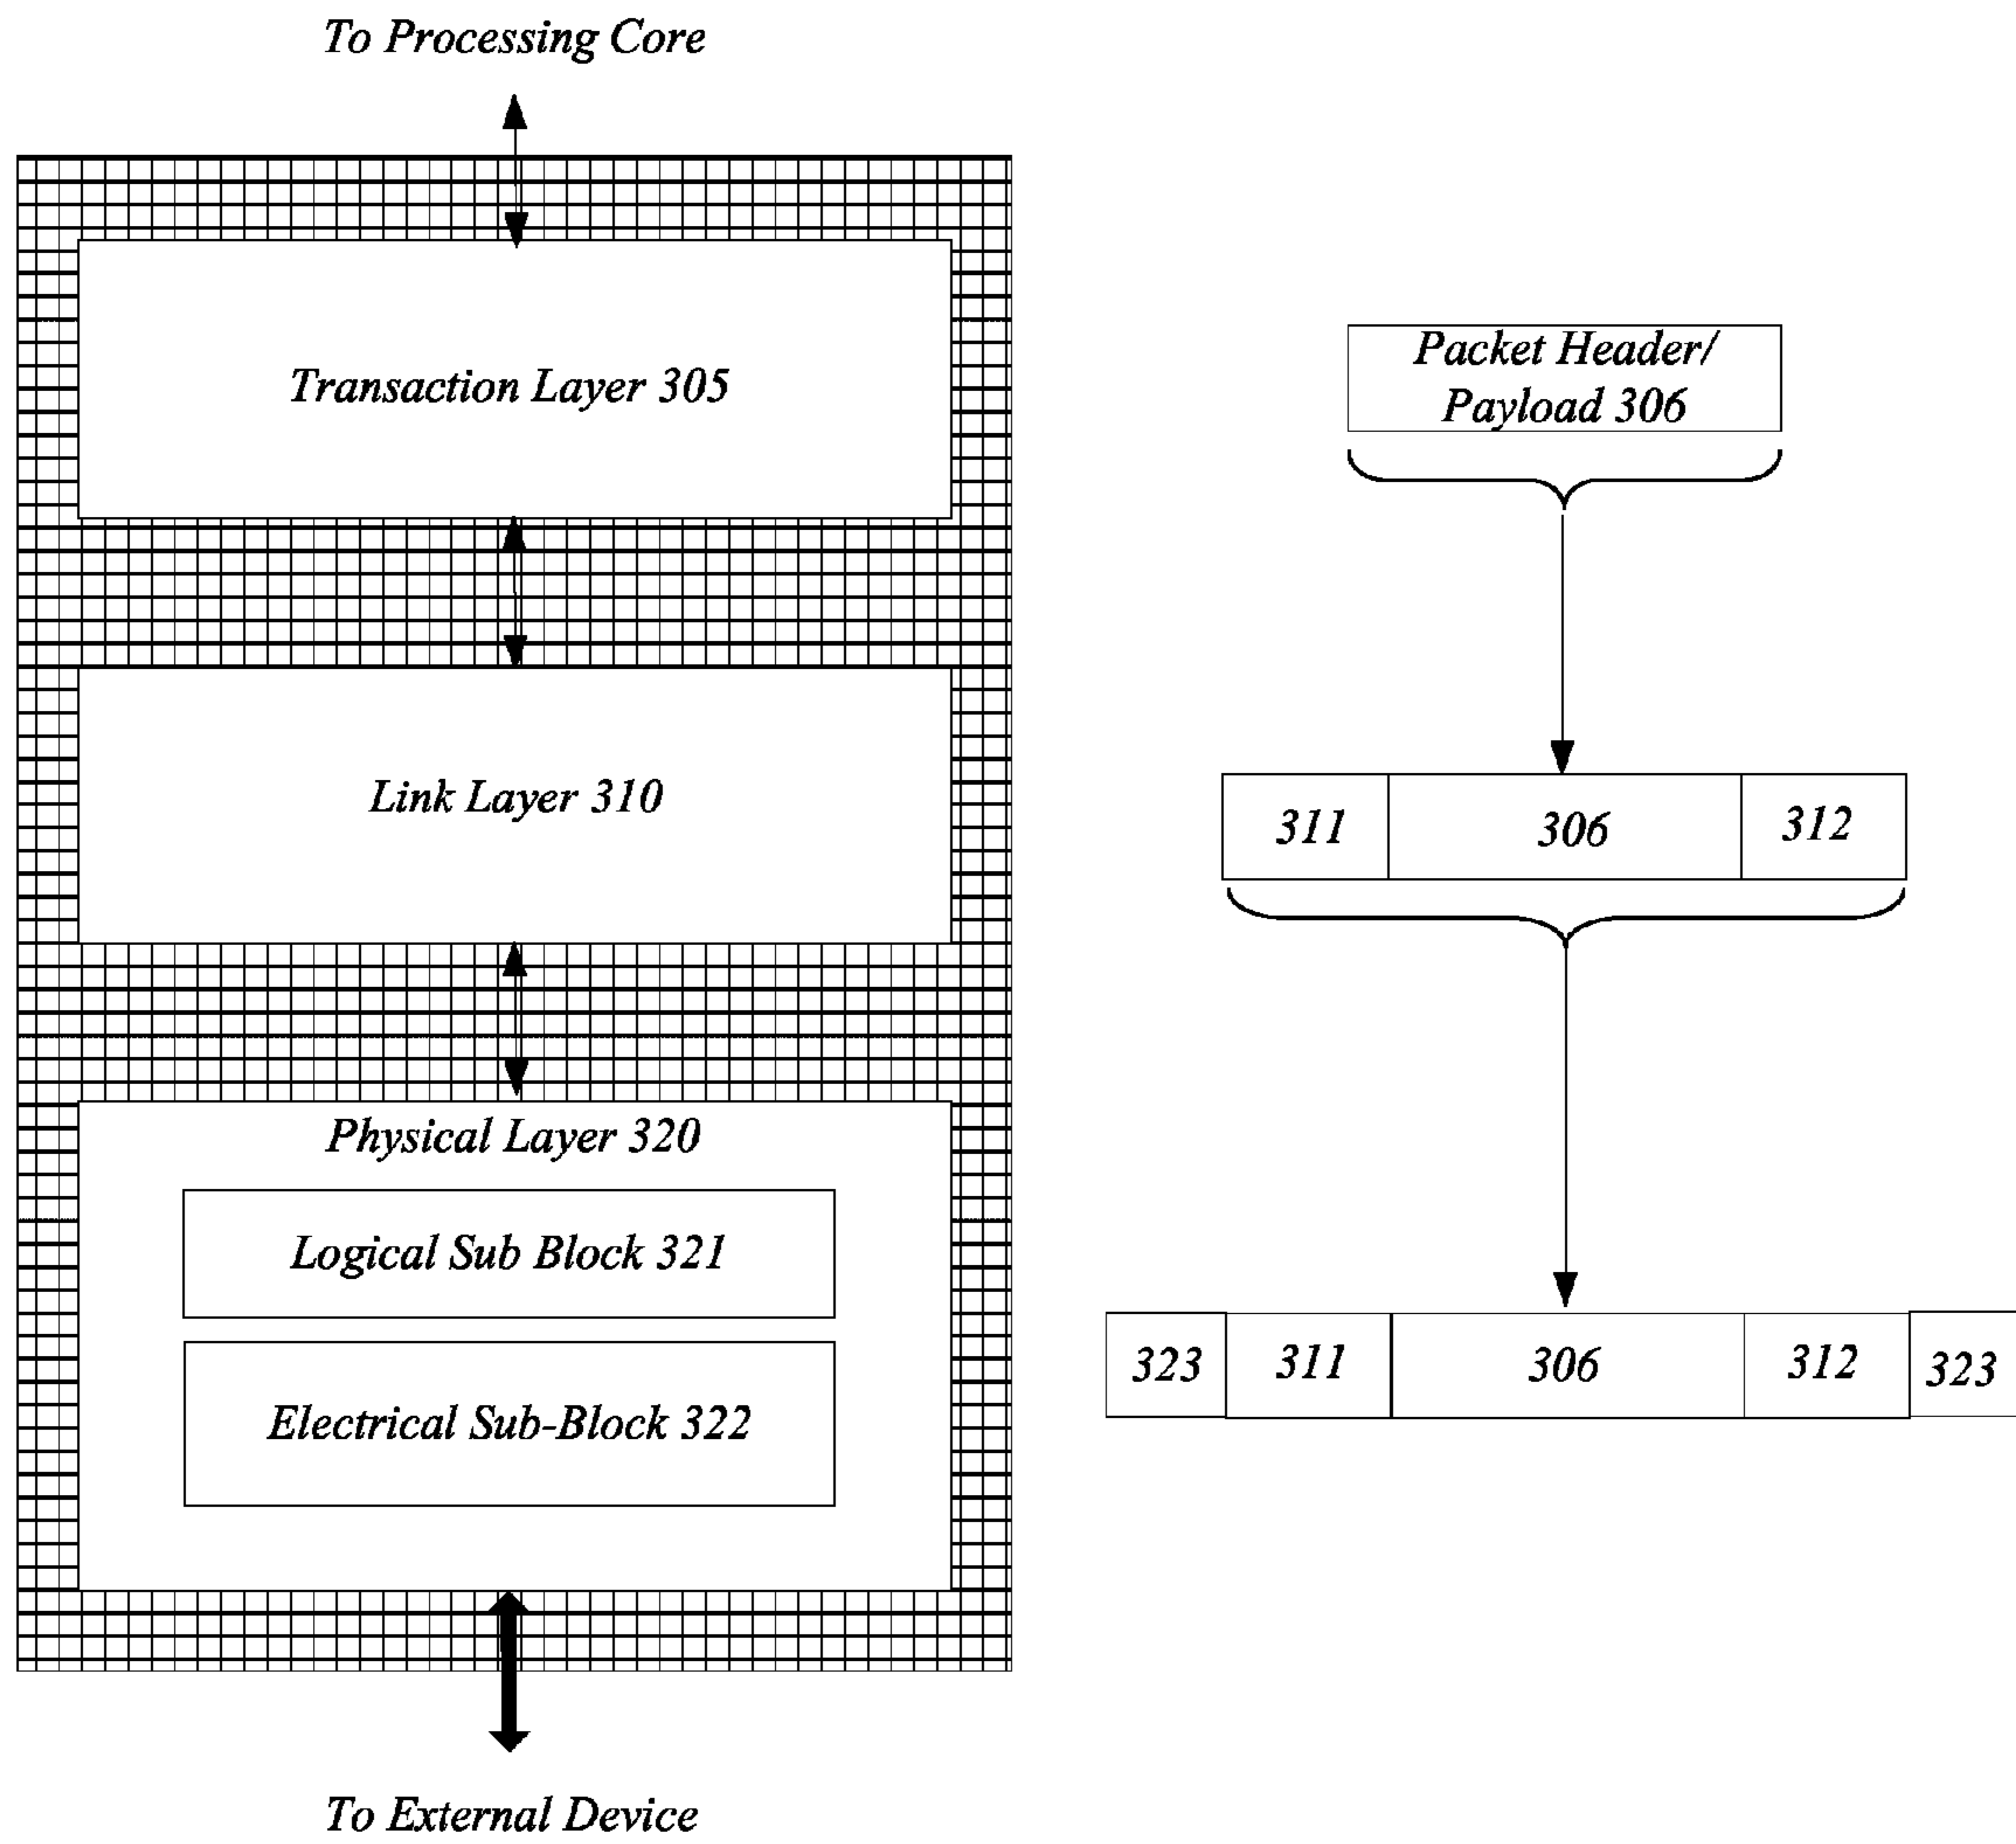 To Processing Core
Transaction Layer 305
Packet Header/
Payload 306
Link Layer 310
311 306 312
Physical Layer 320
Logical Sub Block 321
Electrical Sub-Block 322
323 311 306 312 323
To External Device